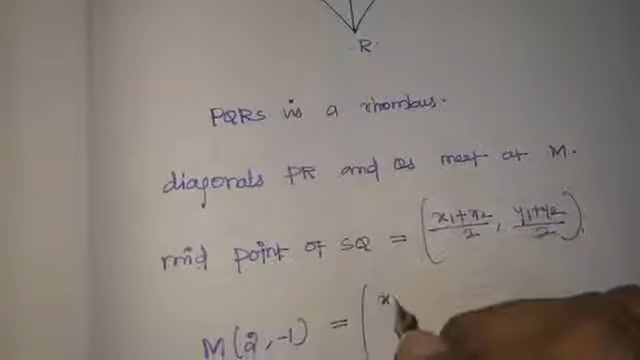 R.
PQRS is a rhombus.
diagonals PR and QS meet at M.
mid point of SQ = (x₁+x₂/2, y₁+y₂/2)
M(2,-1) = (x